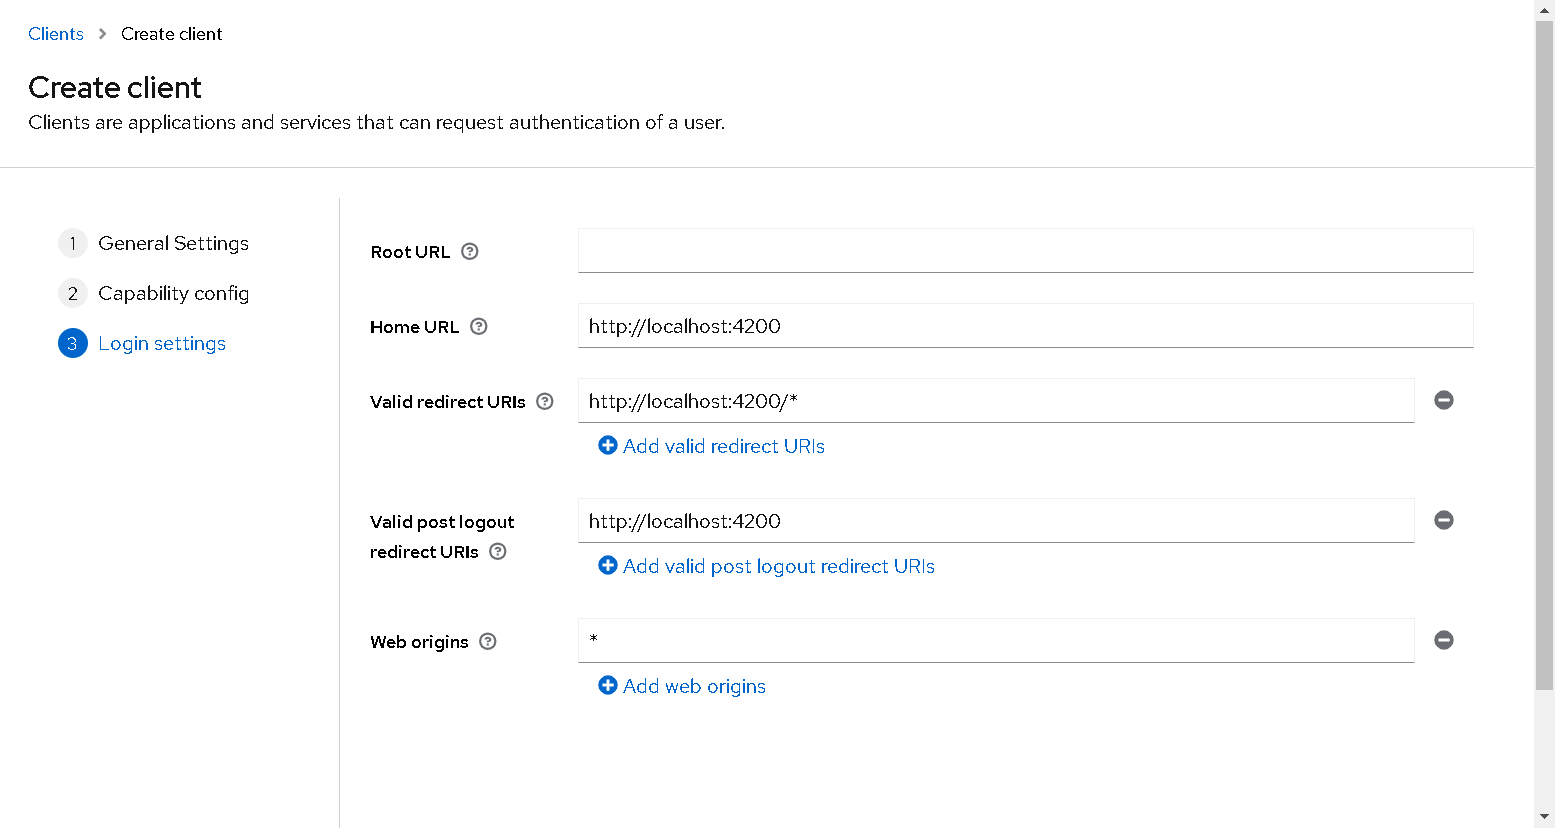 Clients > Create client
Create client
Clients are applications and services that can request authentication of a user.
1 General Settings
2 Capability config
3 Login settings
Root URL
Home URL http://localhost:4200
Valid redirect URIs http://localhost:4200/*
Add valid redirect URIs
Valid post logout
redirect URIs http://localhost:4200
Add valid post logout redirect URIs
Web origins *
Add web origins